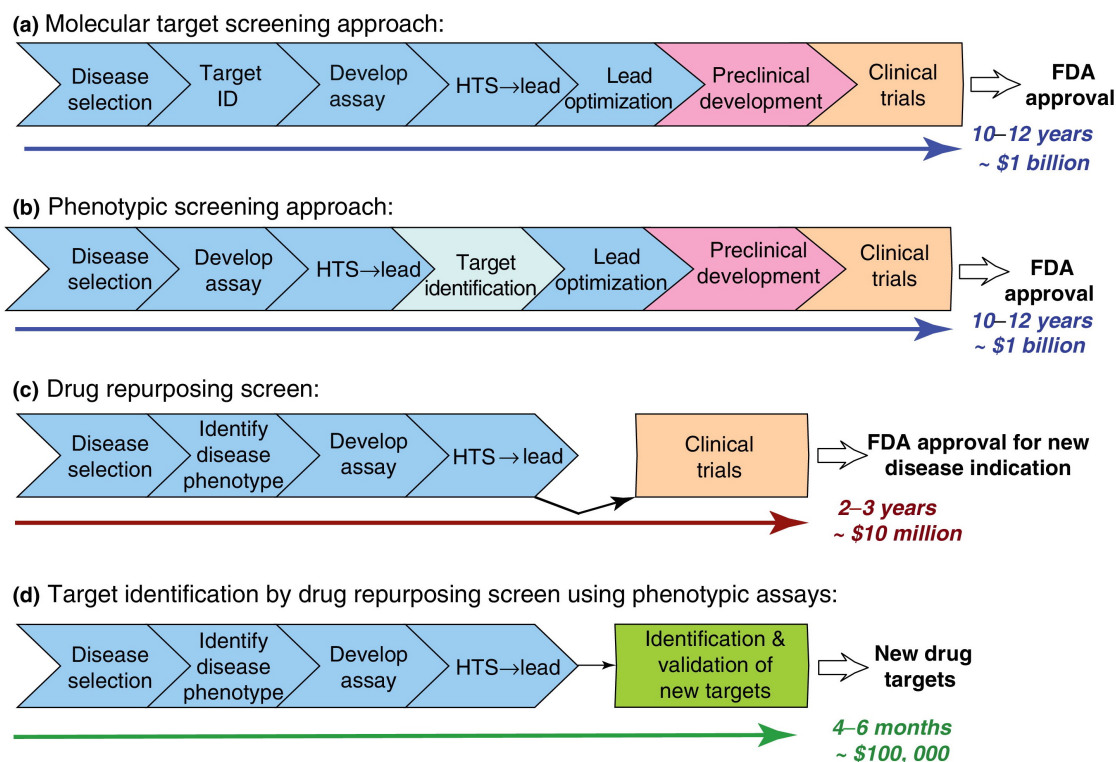 (a) Molecular target screening approach:
Disease
selection
Target
ID
Develop
assay
HTS→lead
Lead
optimization
Preclinical
development
Clinical
trials
FDA
approval
10–12 years
~ $1 billion
(b) Phenotypic screening approach:
Disease
selection
Develop
assay
HTS→lead
Target
identification
Lead
optimization
Preclinical
development
Clinical
trials
FDA
approval
10–12 years
~ $1 billion
(c) Drug repurposing screen:
Disease
selection
Identify
disease
phenotype
Develop
assay
HTS→lead
Clinical
trials
FDA approval for new
disease indication
2–3 years
~ $10 million
(d) Target identification by drug repurposing screen using phenotypic assays:
Disease
selection
Identify
disease
phenotype
Develop
assay
HTS→lead
Identification &
validation of
new targets
New drug
targets
4–6 months
~ $100, 000